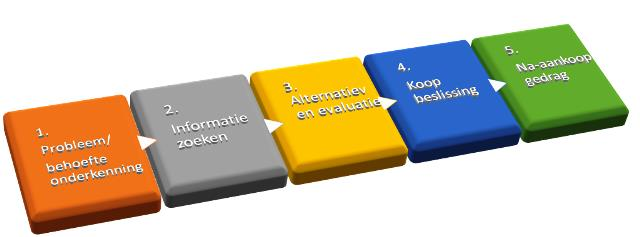 1.
Probleem/
behoefte
onderkenning
2.
Informatie
zoeken
3.
Alternatiev
en evaluatie
4.
Koop
beslissing
5.
Na-aankoop
gedrag